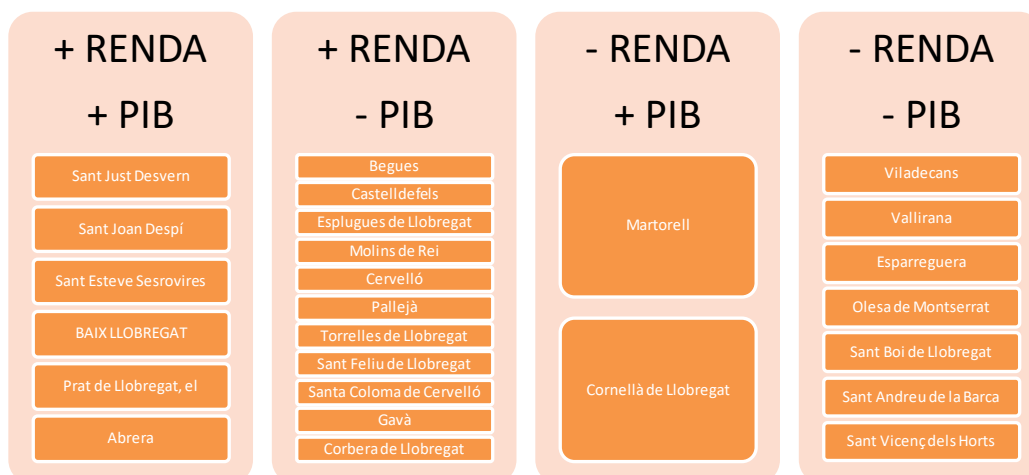 + RENDA
+ PIB
Sant Just Desvern
Sant Joan Despí
Sant Esteve Sesrovires
BAIX LLOBREGAT
Prat de Llobregat, el
Abrera
+ RENDA
- PIB
Begues
Castelldefels
Esplugues de Llobregat
Molins de Rei
Cervelló
Pallejà
Torrelles de Llobregat
Sant Feliu de Llobregat
Santa Coloma de Cervelló
Gavà
Corbera de Llobregat
- RENDA
+ PIB
Martorell
Cornellà de Llobregat
- RENDA
- PIB
Viladecans
Vallirana
Esparreguera
Olesa de Montserrat
Sant Boi de Llobregat
Sant Andreu de la Barca
Sant Vicenç dels Horts